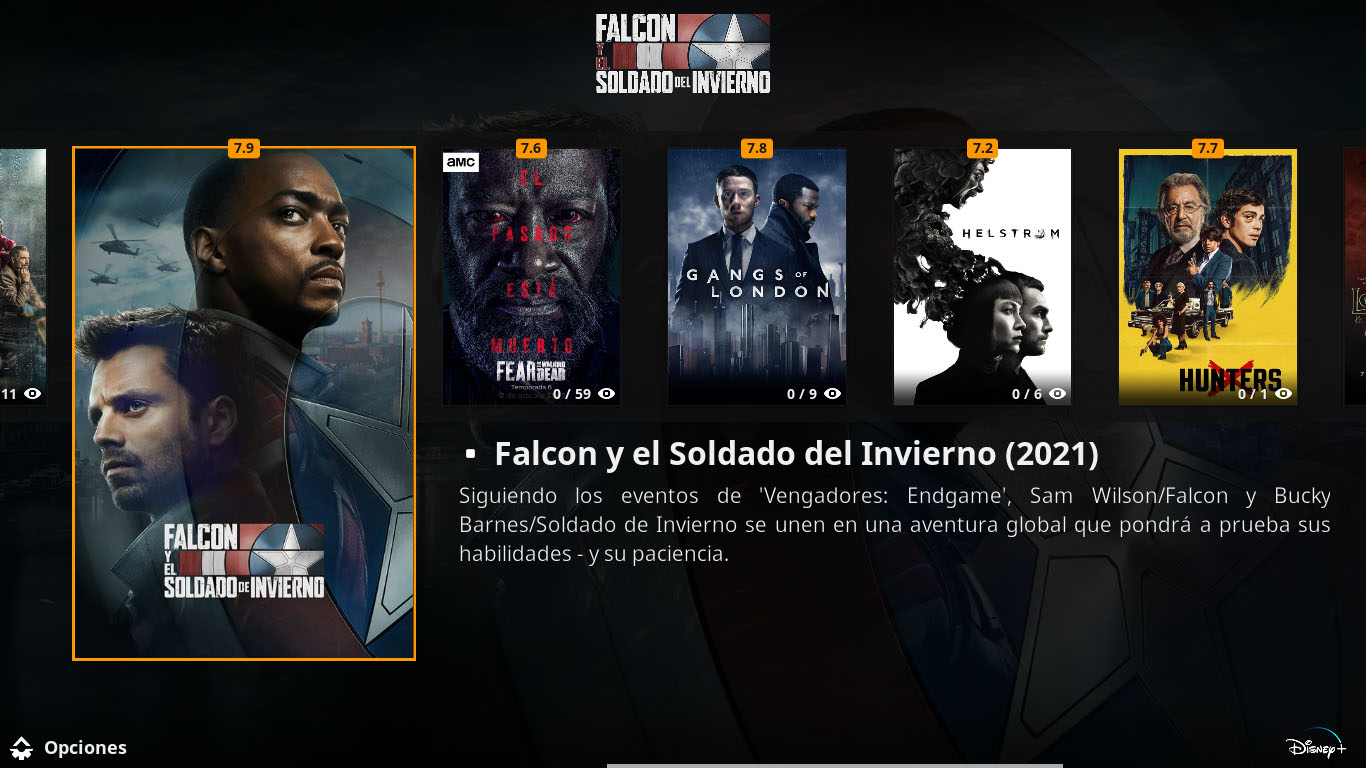 FALCON
Y
EL
SOLDADO DEL INVIERNO
7.9
7.6
7.8
7.2
7.7
amc
EL
PASADO
ESTÁ
MUERTO
FEAR THE WALKING DEAD
Temporada 6
GANGS OF
LONDON
HELSTROM
HUNTERS
11
0 / 59
0 / 9
0 / 6
0 / 1
FALCON
Y
EL
SOLDADO DE INVIERNO
Falcon y el Soldado del Invierno (2021)
Siguiendo los eventos de 'Vengadores: Endgame', Sam Wilson/Falcon y Bucky
Barnes/Soldado de Invierno se unen en una aventura global que pondrá a prueba sus
habilidades - y su paciencia.
Opciones
Disney+